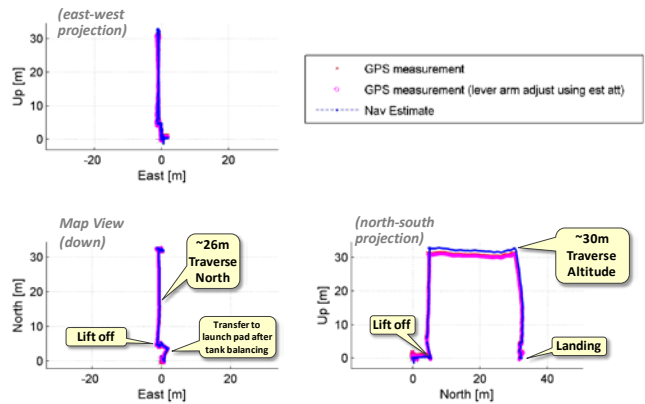 (east-west
projection)
Up [m]
30
20
10
0
-20
0
20
East [m]
GPS measurement
GPS measurement (lever arm adjust using est att)
Nav Estimate
Map View
(down)
North [m]
30
20
10
0
-20
0
20
East [m]
~26m
Traverse
North
Lift off
Transfer to
launch pad after
tank balancing
(north-south
projection)
Up [m]
30
20
10
0
0
20
40
North [m]
~30m
Traverse
Altitude
Lift off
Landing